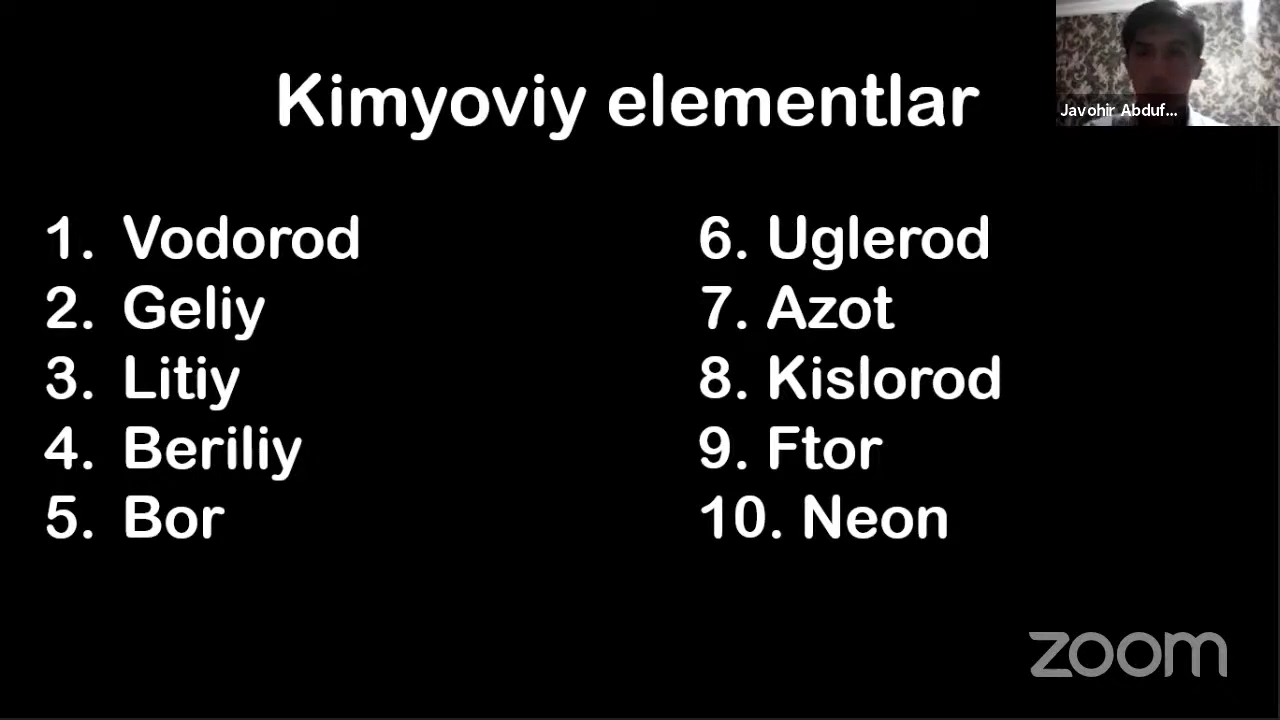 Kimyoviy elementlar
Javohir Abduf...
1. Vodorod
2. Geliy
3. Litiy
4. Beriliy
5. Bor
6. Uglerod
7. Azot
8. Kislorod
9. Ftor
10. Neon
zoom